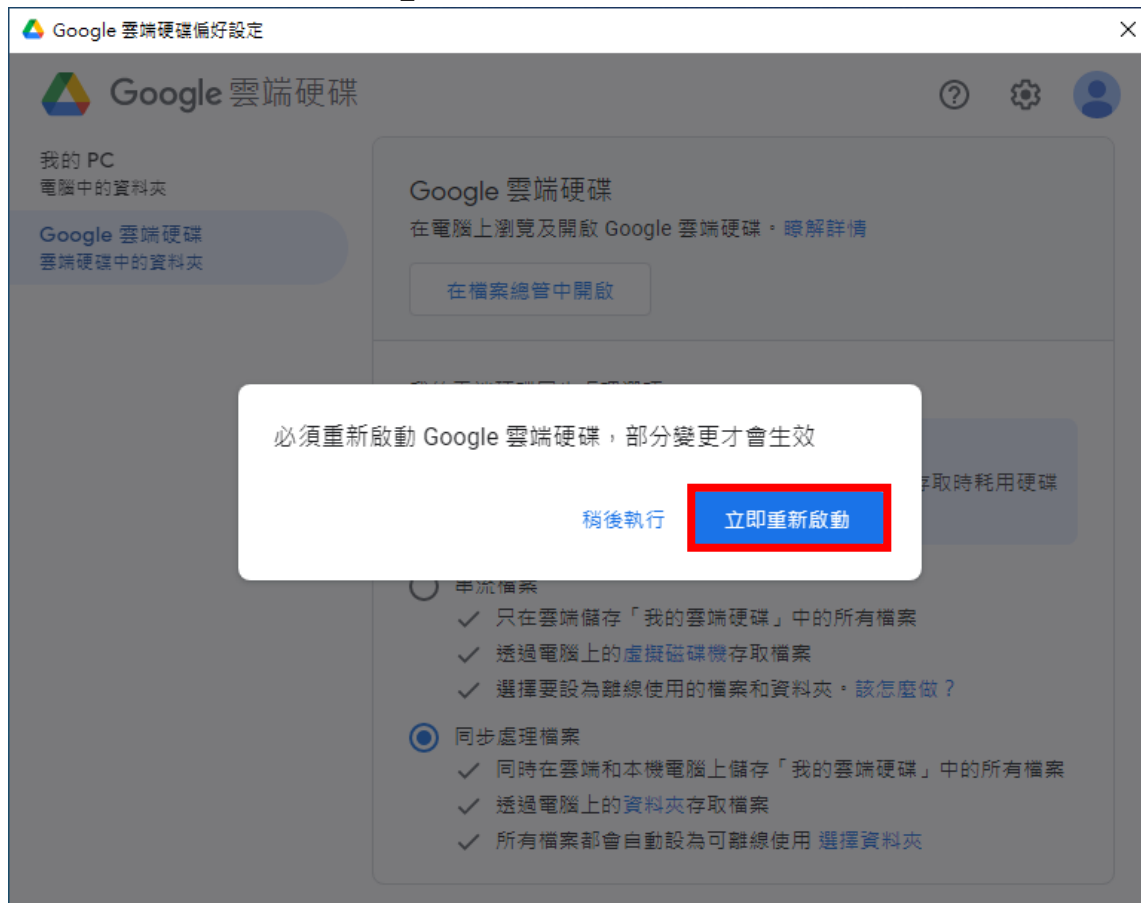 Google 雲端硬碟偏好設定
Google 雲端硬碟
我的 PC
電腦中的資料夾
Google 雲端硬碟
雲端硬碟中的資料夾
Google 雲端硬碟
在電腦上瀏覽及開啟 Google 雲端硬碟。瞭解詳情
在檔案總管中開啟
必須重新啟動 Google 雲端硬碟，部分變更才會生效
存取時耗用硬碟
稍後執行
立即重新啟動
串流檔案
只在雲端儲存「我的雲端硬碟」中的所有檔案
透過電腦上的虛擬磁碟機存取檔案
選擇要設為離線使用的檔案和資料夾。該怎麼做？
同步處理檔案
同時在雲端和本機電腦上儲存「我的雲端硬碟」中的所有檔案
透過電腦上的資料夾存取檔案
所有檔案都會自動設為可離線使用 選擇資料夾